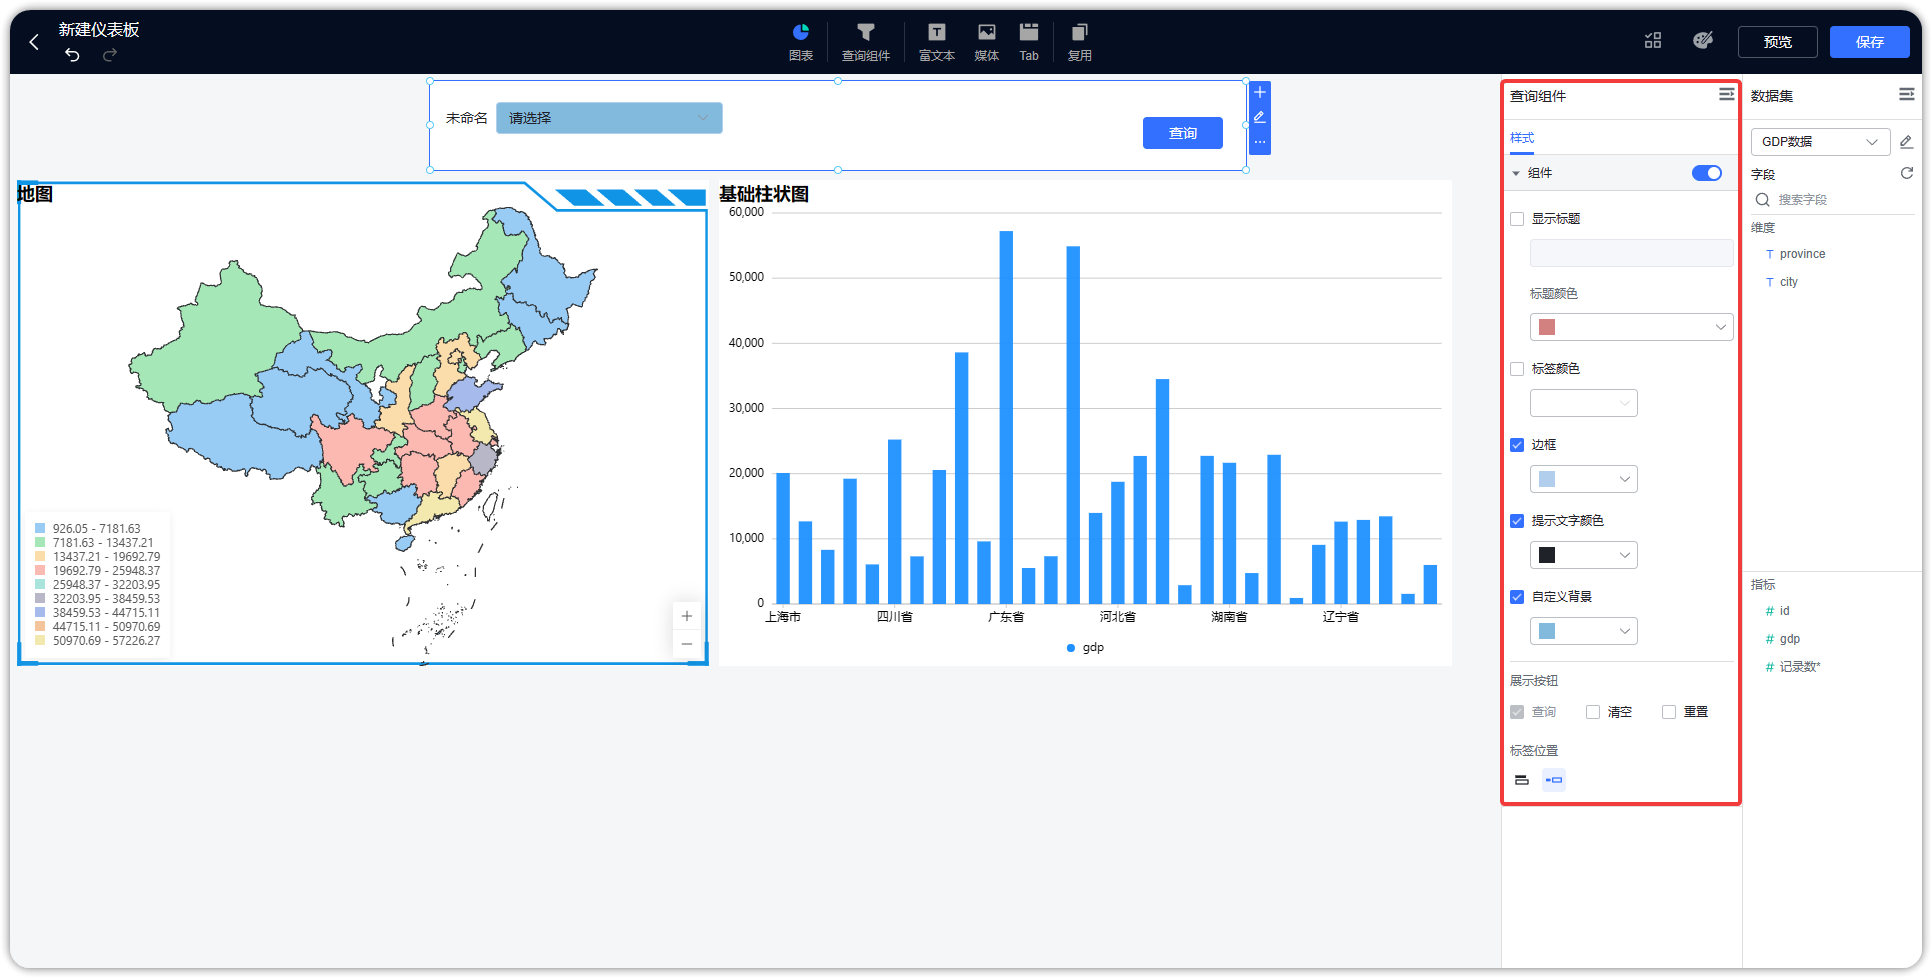 新建仪表板
图表
查询组件
富文本
媒体
Tab
复用
预览
保存
未命名
请选择
查询
地图
926.05 - 7181.63
7181.63 - 13437.21
13437.21 - 19692.79
19692.79 - 25948.37
25948.37 - 32203.95
32203.95 - 38459.53
38459.53 - 44715.11
44715.11 - 50970.69
50970.69 - 57226.27
基础柱状图
60,000
50,000
40,000
30,000
20,000
10,000
0
上海市
四川省
广东省
河北省
湖南省
辽宁省
gdp
查询组件
样式
组件
显示标题
标题颜色
标签颜色
边框
提示文字颜色
自定义背景
展示按钮
查询
清空
重置
标签位置
数据集
GDP数据
字段
搜索字段
维度
T province
T city
指标
# id
# gdp
# 记录数*